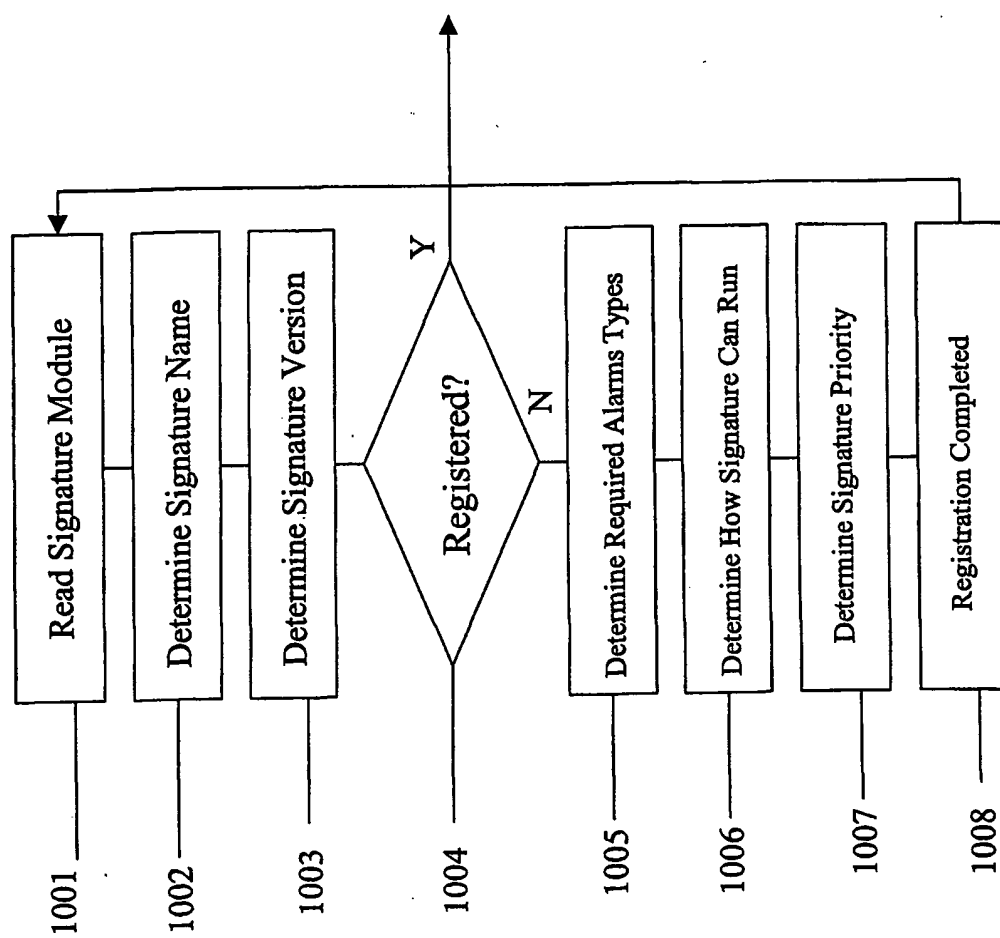 1001
Read Signature Module
1002
Determine Signature Name
1003
Determine Signature Version
1004
Registered?
Y
N
1005
Determine Required Alarms Types
1006
Determine How Signature Can Run
1007
Determine Signature Priority
1008
Registration Completed